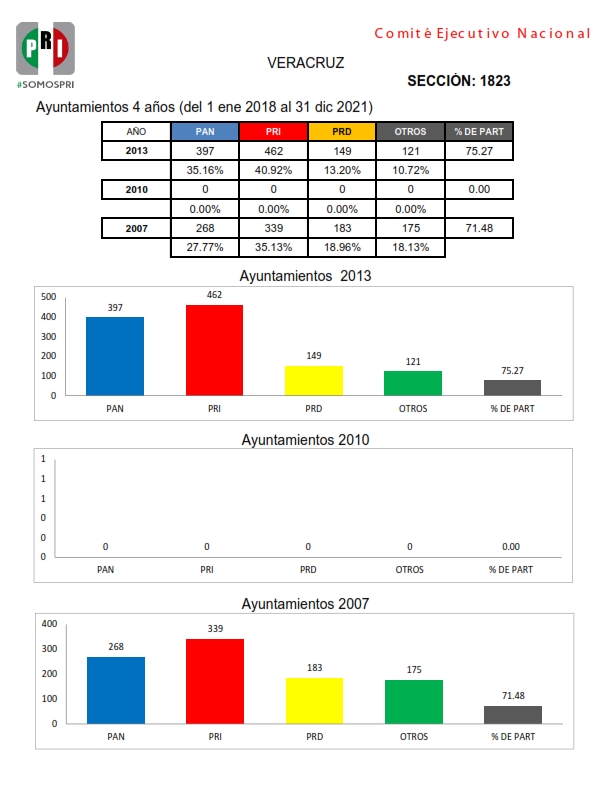 PRI
#SOMOSPRI
Comité Ejecutivo Nacional
VERACRUZ
SECCIÓN: 1823
Ayuntamientos 4 años (del 1 ene 2018 al 31 dic 2021)
AÑO PAN PRI PRD OTROS % DE PART
2013 397 462 149 121 75.27
35.16% 40.92% 13.20% 10.72%
2010 0 0 0 0 0.00
0.00% 0.00% 0.00% 0.00%
2007 268 339 183 175 71.48
27.77% 35.13% 18.96% 18.13%
Ayuntamientos 2013
500
400
300
200
100
0
397 462 149 121 75.27
PAN PRI PRD OTROS % DE PART
Ayuntamientos 2010
1
1
1
0
0
0
0 0 0 0 0.00
PAN PRI PRD OTROS % DE PART
Ayuntamientos 2007
400
300
200
100
0
268 339 183 175 71.48
PAN PRI PRD OTROS % DE PART